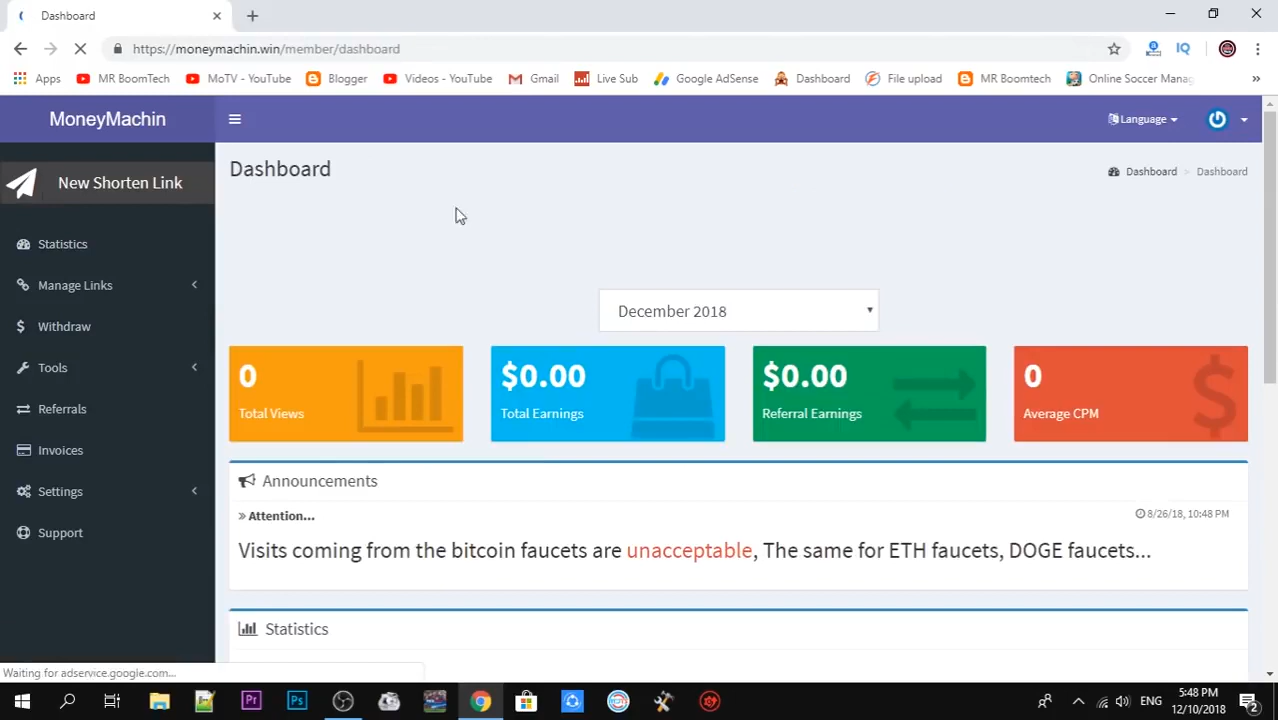 Dashboard
https://moneymachin.win/member/dashboard
Apps MR BoomTech MoTV - YouTube Blogger Videos - YouTube Gmail Live Sub Google AdSense Dashboard File upload MR Boomtech Online Soccer Manag
MoneyMachin
Language
New Shorten Link
Dashboard
Dashboard > Dashboard
Statistics
Manage Links
Withdraw
Tools
Referrals
Invoices
Settings
Support
December 2018
0
Total Views
$0.00
Total Earnings
$0.00
Referral Earnings
0
Average CPM
Announcements
» Attention...
8/26/18, 10:48 PM
Visits coming from the bitcoin faucets are unacceptable, The same for ETH faucets, DOGE faucets...
Statistics
Waiting for adservice.google.com...
ENG
5:48 PM
12/10/2018
2